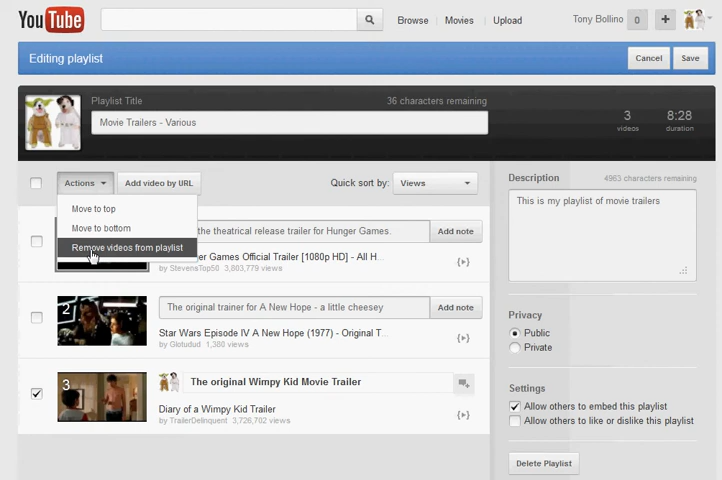 YouTube
Browse Movies Upload
Tony Bollino 0
Editing playlist
Cancel Save
Playlist Title
36 characters remaining
Movie Trailers - Various
3
videos
8:28
duration
Actions
Add video by URL
Quick sort by: Views
Move to top
Move to bottom
Remove videos from playlist
the theatrical release trailer for Hunger Games.
Add note
er Games Official Trailer [1080p HD] - All H...
by StevensTop50 3,803,779 views
2
The original trainer for A New Hope - a little cheesey
Add note
Star Wars Episode IV A New Hope (1977) - Original T...
by Glotudud 1,380 views
3
The original Wimpy Kid Movie Trailer
Diary of a Wimpy Kid Trailer
by TrailerDelinquent 3,726,702 views
Description
4963 characters remaining
This is my playlist of movie trailers
Privacy
Public
Private
Settings
Allow others to embed this playlist
Allow others to like or dislike this playlist
Delete Playlist